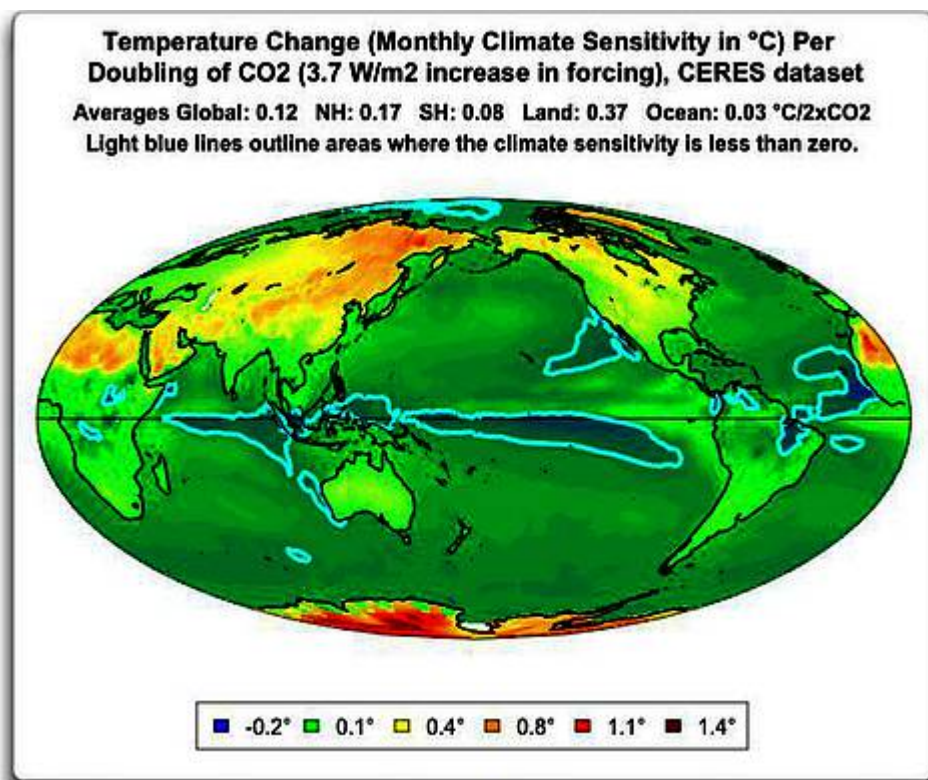 Temperature Change (Monthly Climate Sensitivity in °C) Per
Doubling of CO2 (3.7 W/m2 increase in forcing), CERES dataset
Averages Global: 0.12 NH: 0.17 SH: 0.08 Land: 0.37 Ocean: 0.03 °C/2xCO2
Light blue lines outline areas where the climate sensitivity is less than zero.
-0.2° 0.1° 0.4° 0.8° 1.1° 1.4°